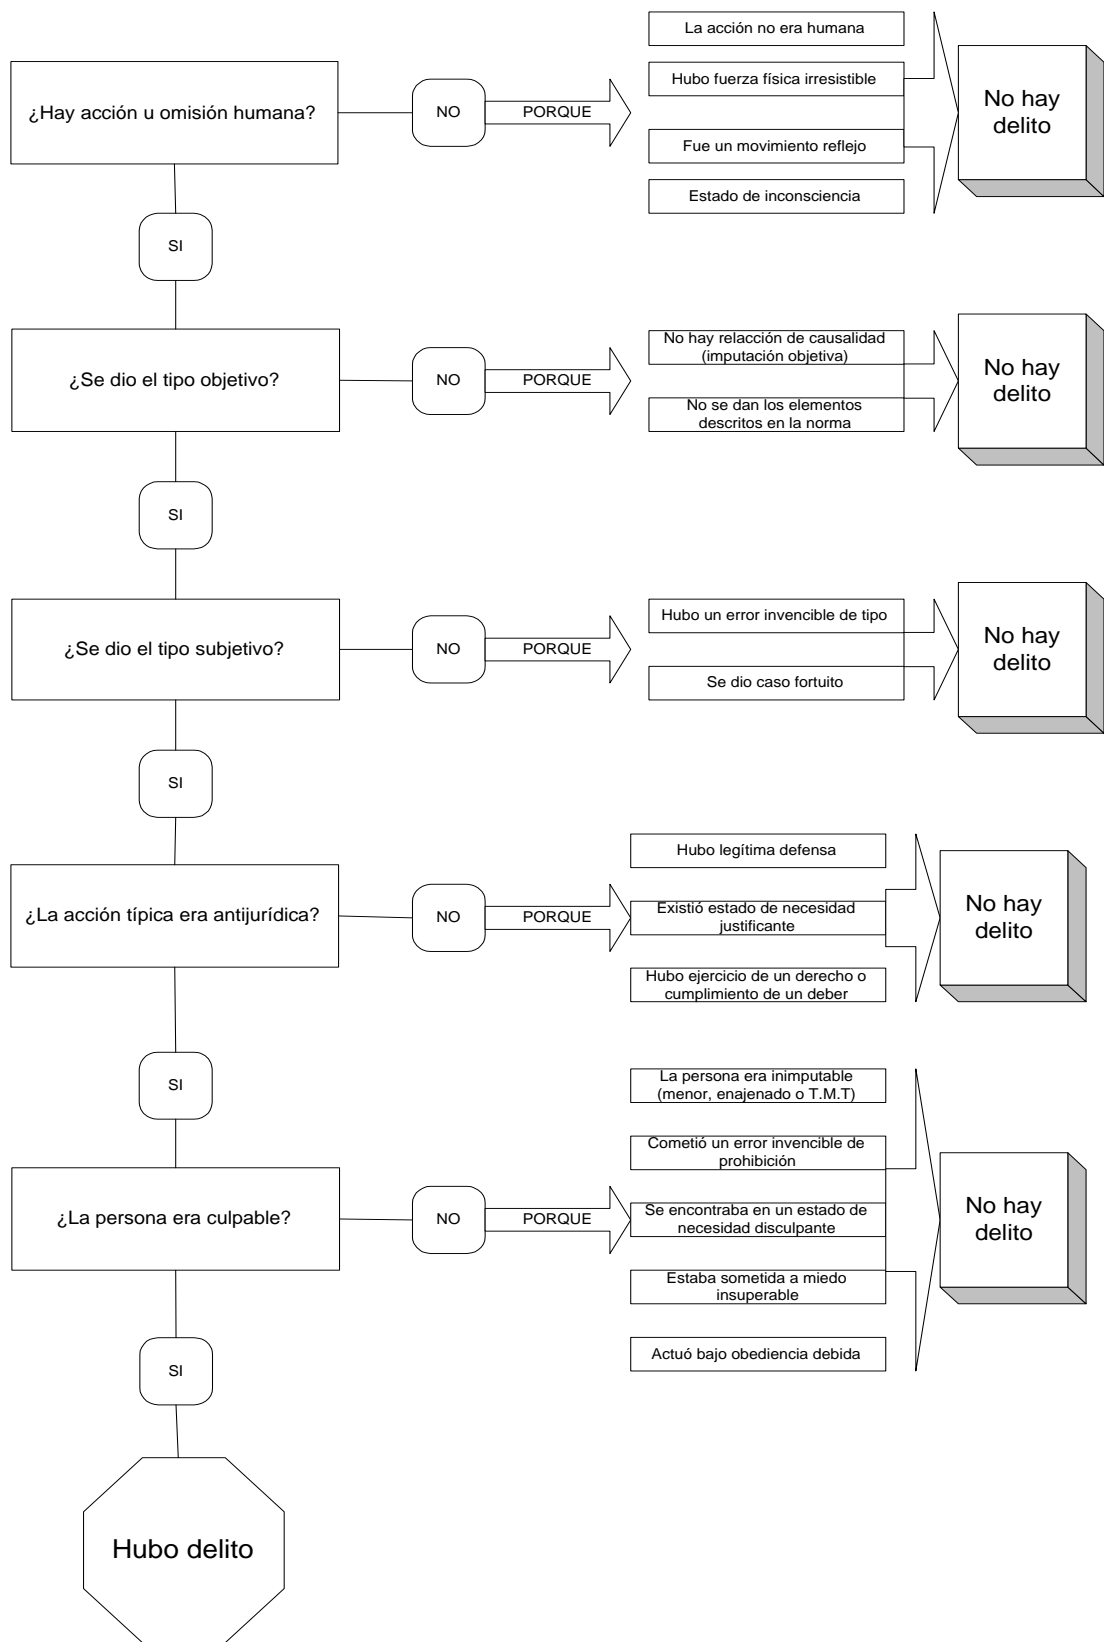 ¿Hay acción u omisión humana?
NO
PORQUE
La acción no era humana
Hubo fuerza física irresistible
Fue un movimiento reflejo
Estado de inconsciencia
No hay
delito
SI
¿Se dio el tipo objetivo?
NO
PORQUE
No hay relacción de causalidad
(imputación objetiva)
No se dan los elementos
descritos en la norma
No hay
delito
SI
¿Se dio el tipo subjetivo?
NO
PORQUE
Hubo un error invencible de tipo
Se dio caso fortuito
No hay
delito
SI
¿La acción típica era antijurídica?
NO
PORQUE
Hubo legítima defensa
Existió estado de necesidad
justificante
Hubo ejercicio de un derecho o
cumplimiento de un deber
No hay
delito
SI
¿La persona era culpable?
NO
PORQUE
La persona era inimputable
(menor, enajenado o T.M.T)
Cometió un error invencible de
prohibición
Se encontraba en un estado de
necesidad disculpante
Estaba sometida a miedo
insuperable
Actuó bajo obediencia debida
No hay
delito
SI
Hubo delito